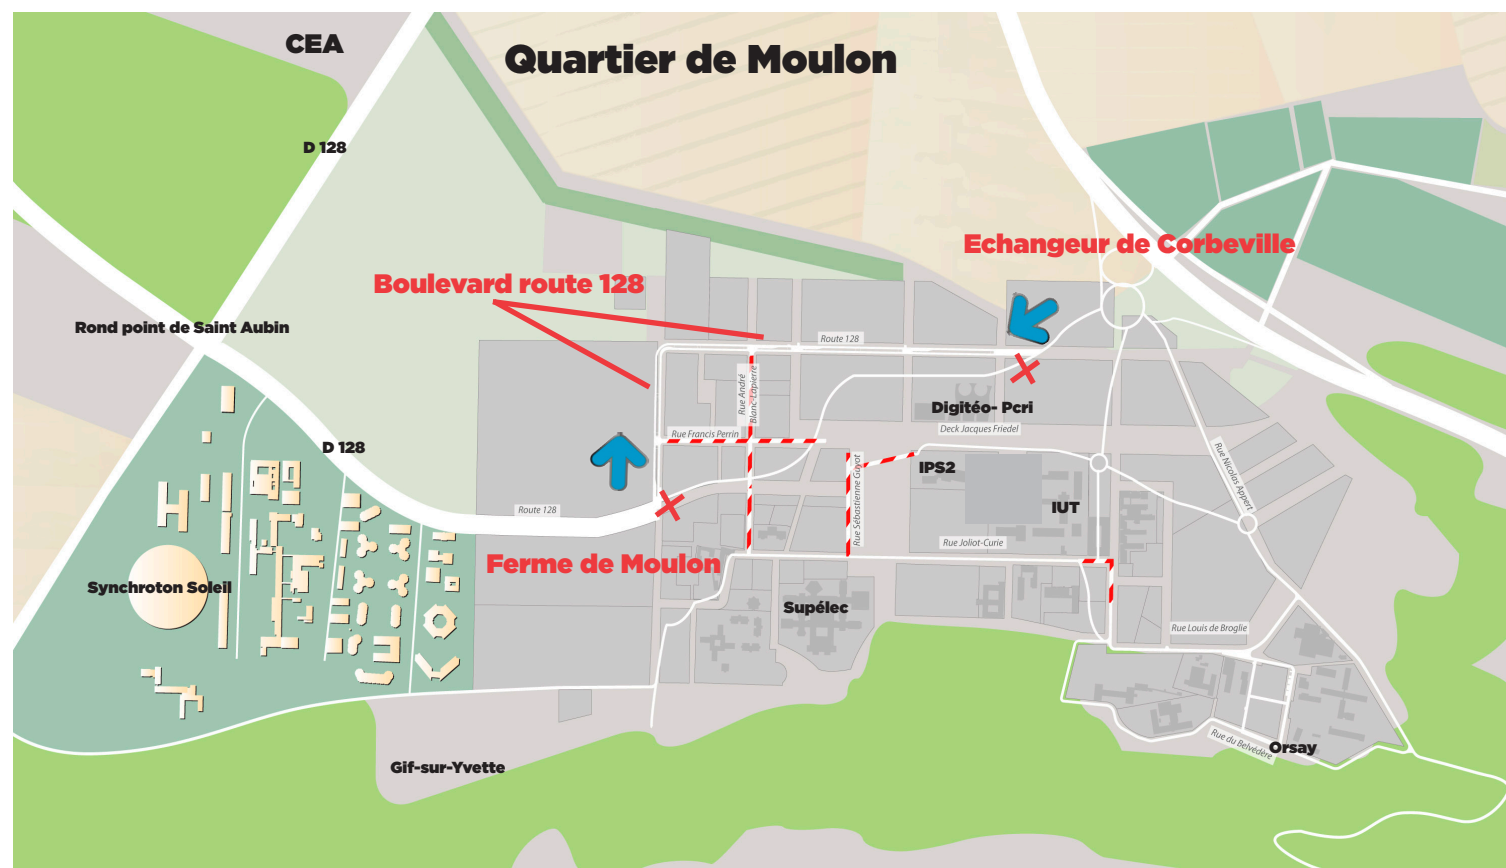 CEA
Quartier de Moulon
D 128
Echangeur de Corbeville
Boulevard route 128
Rond point de Saint Aubin
Route 128
Rue André
Blanc-Lapierre
Digitéo- Pcri
Deck Jacques Friedel
Rue Francis Perrin
D 128
IPS2
Rue Sébastienne Guyot
Rue Nicolas Appert
Route 128
IUT
Rue Joliot-Curie
Ferme de Moulon
Synchroton Soleil
Supélec
Rue Louis de Broglie
Rue du Belvédère
Orsay
Gif-sur-Yvette